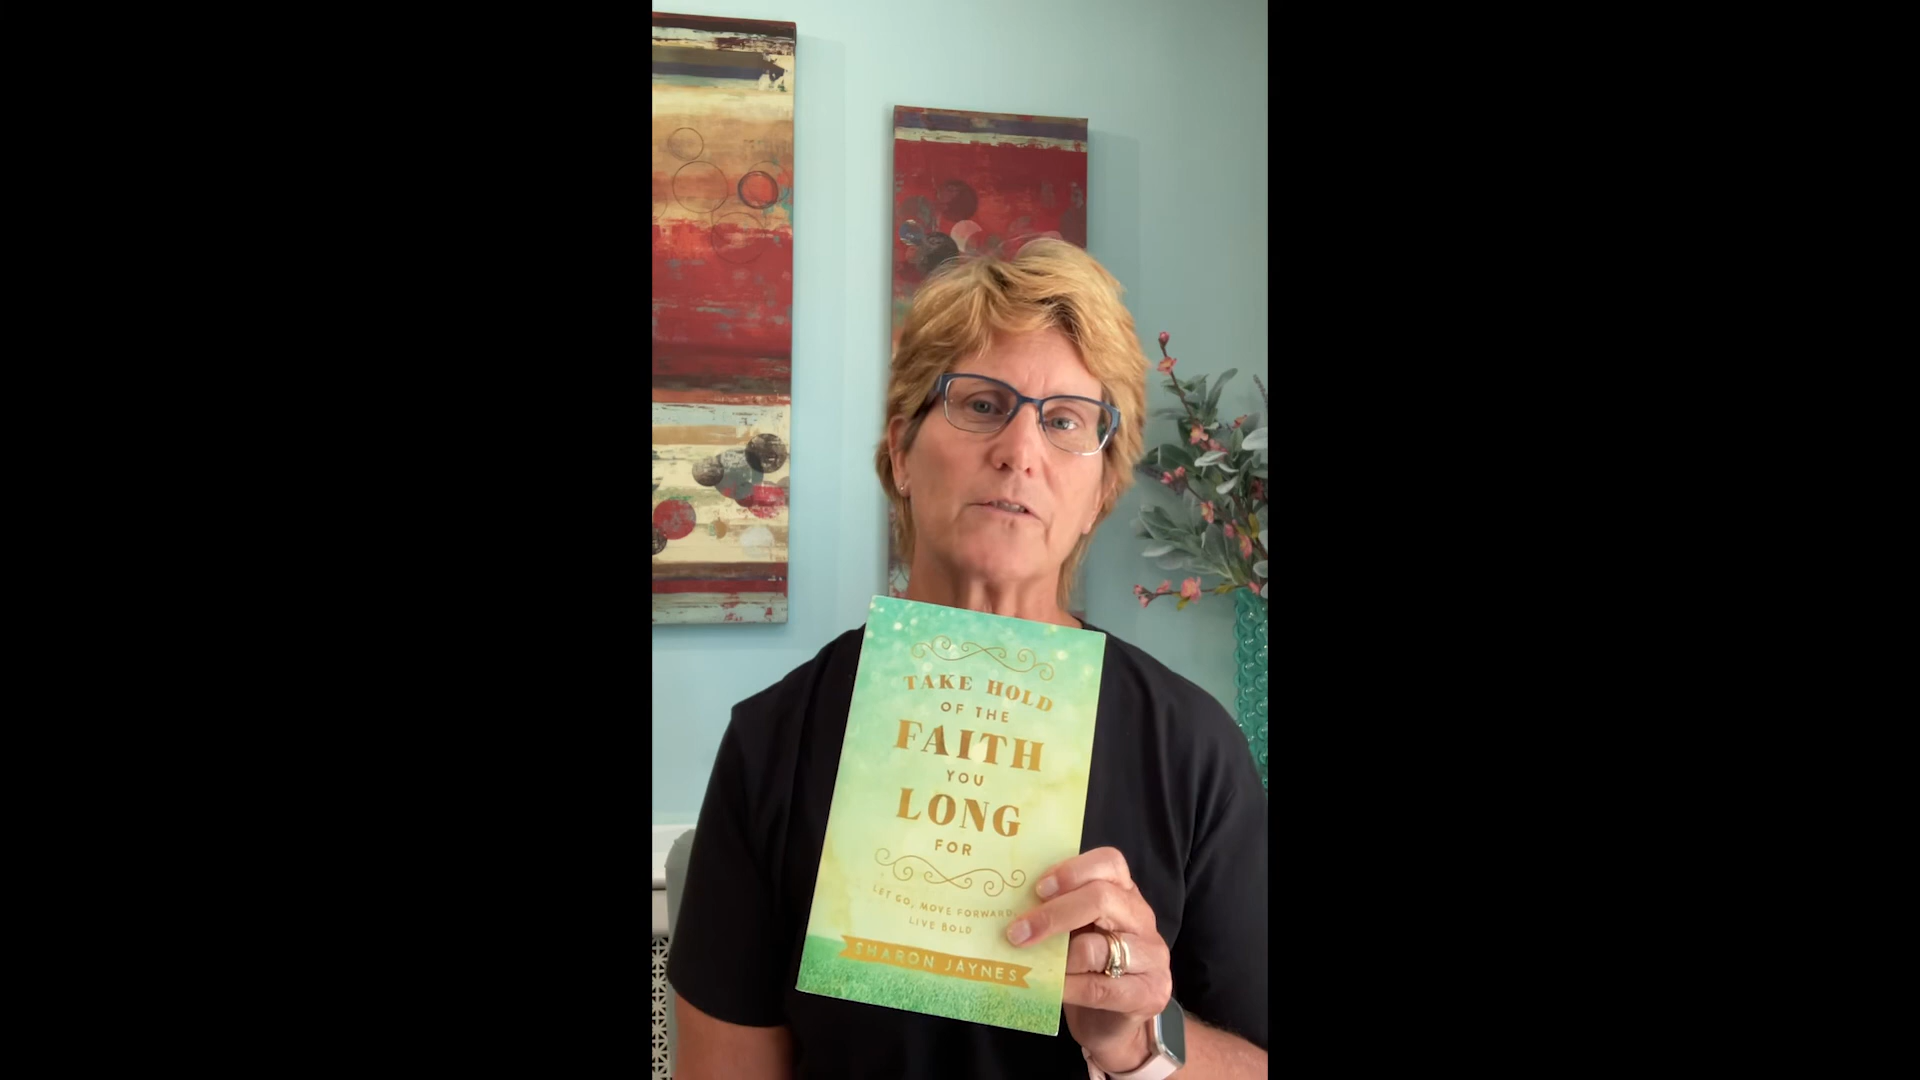 TAKE HOLD
OF THE
FAITH
YOU
LONG
FOR
LET GO, MOVE FORWARD,
LIVE BOLD
SHARON JAYNES